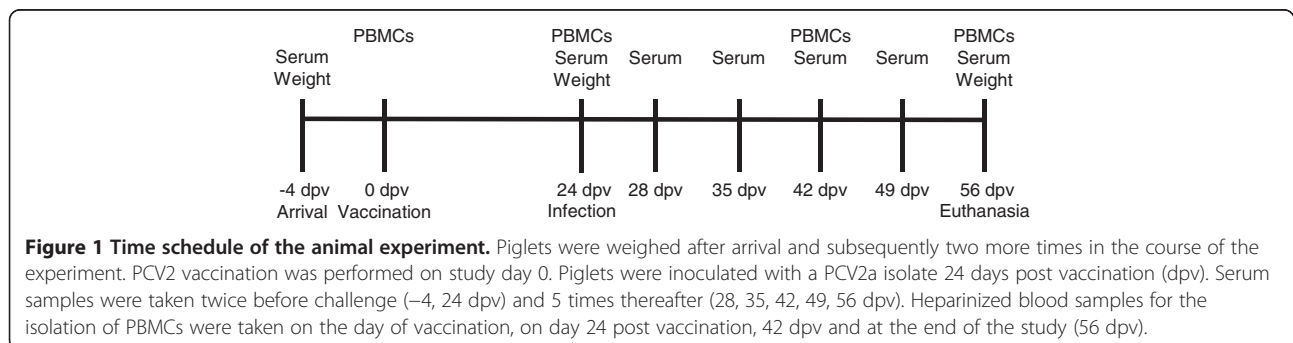 PBMCs PBMCs PBMCs PBMCs
Serum Serum Serum Serum Serum Serum Serum
Weight Weight Weight
-4 dpv 0 dpv 24 dpv 28 dpv 35 dpv 42 dpv 49 dpv 56 dpv
Arrival Vaccination Infection Euthanasia
Figure 1 Time schedule of the animal experiment. Piglets were weighed after arrival and subsequently two more times in the course of the
experiment. PCV2 vaccination was performed on study day 0. Piglets were inoculated with a PCV2a isolate 24 days post vaccination (dpv). Serum
samples were taken twice before challenge (−4, 24 dpv) and 5 times thereafter (28, 35, 42, 49, 56 dpv). Heparinized blood samples for the
isolation of PBMCs were taken on the day of vaccination, on day 24 post vaccination, 42 dpv and at the end of the study (56 dpv).